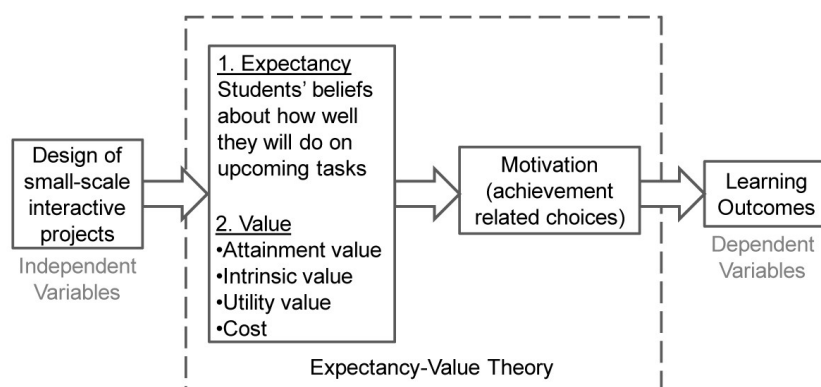 Design of
small-scale
interactive
projects
Independent
Variables
1. Expectancy
Students' beliefs
about how well
they will do on
upcoming tasks
2. Value
•Attainment value
•Intrinsic value
•Utility value
•Cost
Motivation
(achievement
related choices)
Learning
Outcomes
Dependent
Variables
Expectancy-Value Theory